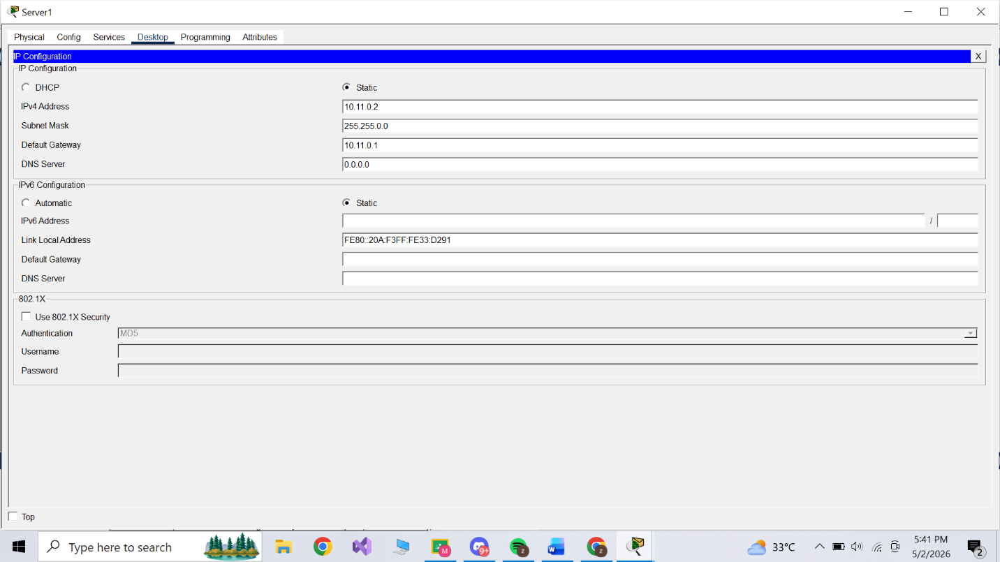 Server1
Physical Config Services Desktop Programming Attributes
IP Configuration X
IP Configuration
DHCP Static
IPv4 Address 10.11.0.2
Subnet Mask 255.255.0.0
Default Gateway 10.11.0.1
DNS Server 0.0.0.0
IPv6 Configuration
Automatic Static
IPv6 Address /
Link Local Address FE80::20A:F3FF:FE33:D291
Default Gateway
DNS Server
802.1X
Use 802.1X Security
Authentication MD5
Username
Password
Top
Type here to search M 9+ z W z 33°C 5:41 PM
5/2/2026 2